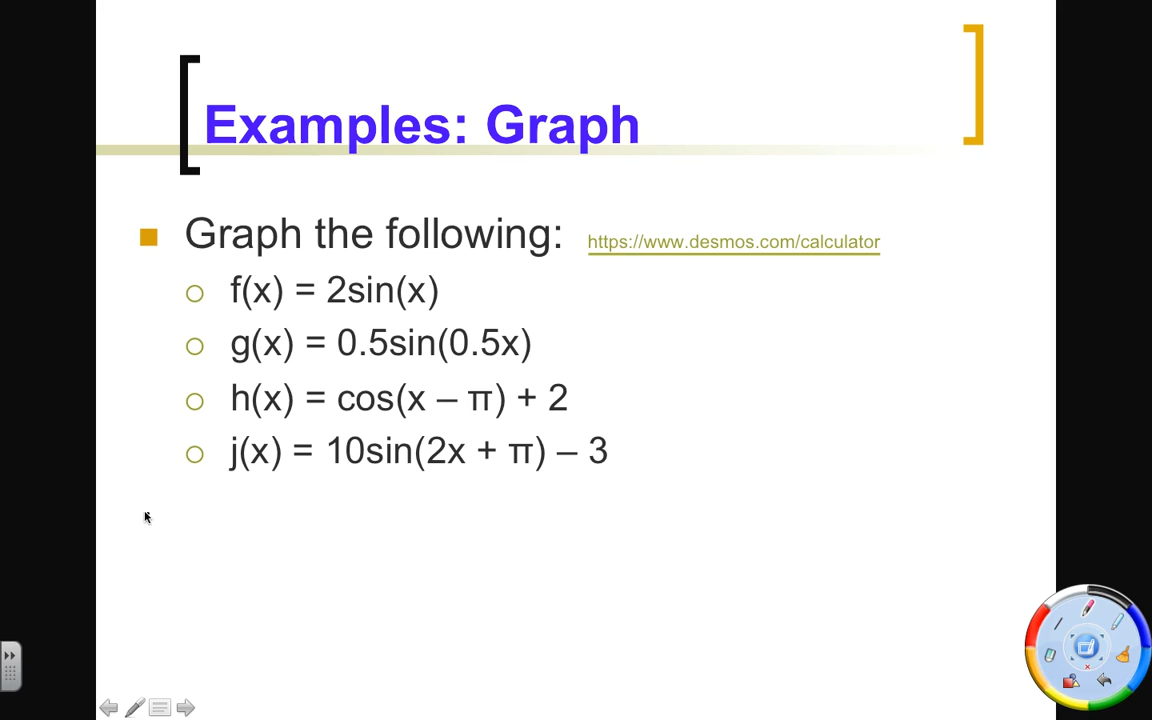 Examples: Graph
Graph the following: https://www.desmos.com/calculator
f(x) = 2sin(x)
g(x) = 0.5sin(0.5x)
h(x) = cos(x – π) + 2
j(x) = 10sin(2x + π) – 3